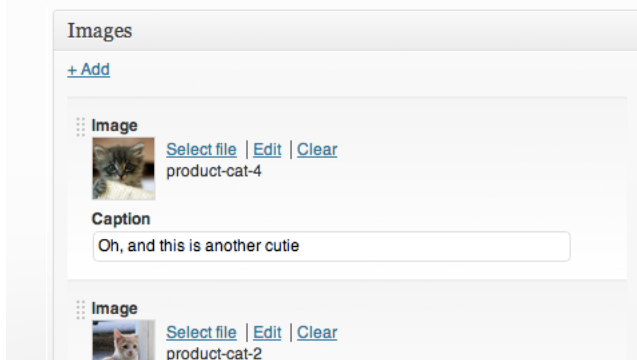 Images
+ Add
Image
Select file | Edit | Clear
product-cat-4
Caption
Oh, and this is another cutie
Image
Select file | Edit | Clear
product-cat-2